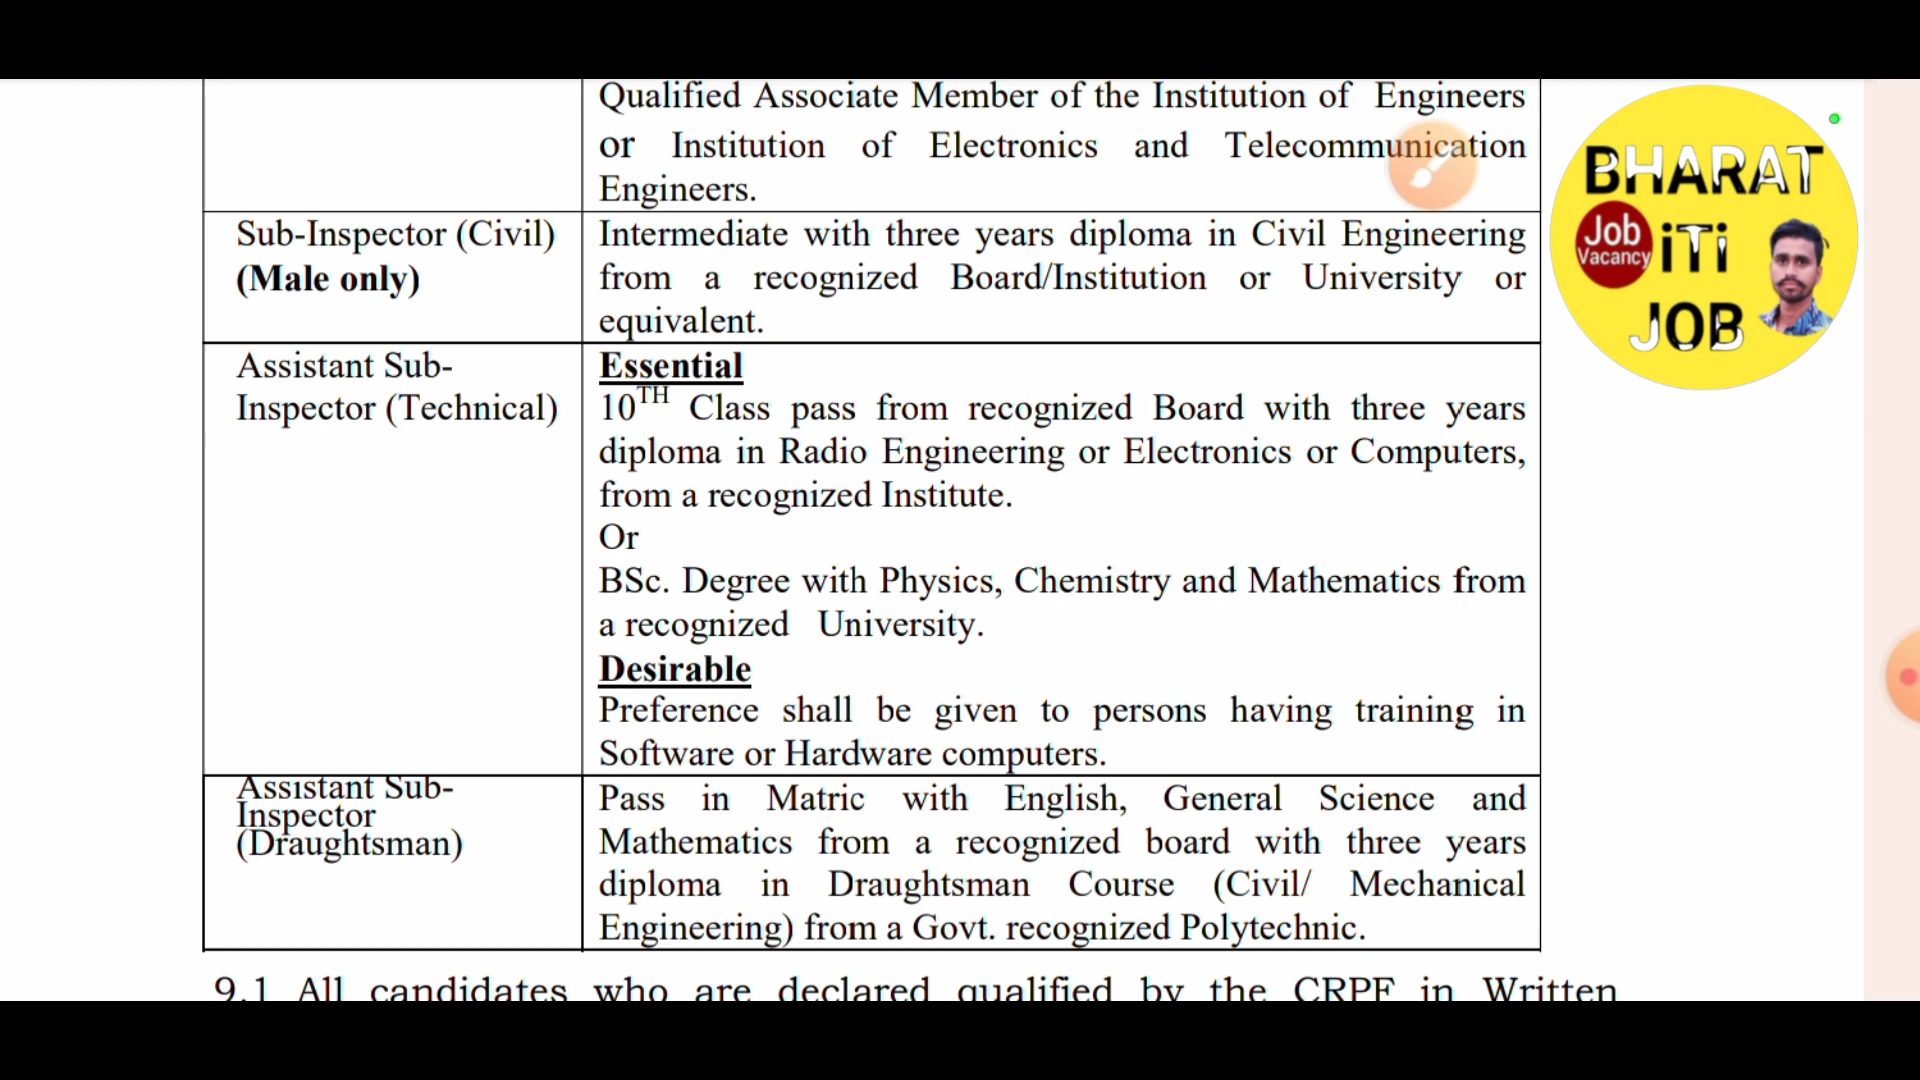 Qualified Associate Member of the Institution of Engineers
or Institution of Electronics and Telecommunication
Engineers.
Sub-Inspector (Civil)
(Male only)
Intermediate with three years diploma in Civil Engineering
from a recognized Board/Institution or University or
equivalent.
Assistant Sub-
Inspector (Technical)
Essential
10TH Class pass from recognized Board with three years
diploma in Radio Engineering or Electronics or Computers,
from a recognized Institute.
Or
BSc. Degree with Physics, Chemistry and Mathematics from
a recognized University.
Desirable
Preference shall be given to persons having training in
Software or Hardware computers.
Assistant Sub-
Inspector
(Draughtsman)
Pass in Matric with English, General Science and
Mathematics from a recognized board with three years
diploma in Draughtsman Course (Civil/ Mechanical
Engineering) from a Govt. recognized Polytechnic.
9.1 All candidates who are declared qualified by the CRPF in Written
BHARAT
Job
Vacancy
iTi
JOB